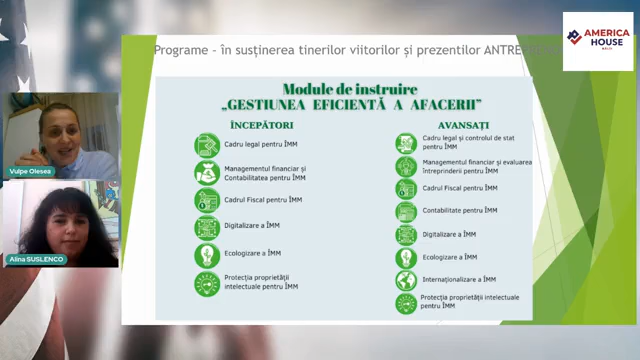 AMERICA
HOUSE
BĂLȚI
Programe - în susținerea tinerilor viitorilor și prezentilor
Module de instruire
„GESTIUNEA EFICIENTĂ A AFACERII”
ÎNCEPĂTORI
Cadru legal pentru ÎMM
Managementul financiar și
Contabilitatea pentru ÎMM
Cadru Fiscal pentru ÎMM
Digitalizare a ÎMM
Ecologizare a ÎMM
Protecția proprietății
intelectuale pentru ÎMM
AVANSAȚI
Cadru legal și controlul de stat
pentru ÎMM
Managementul financiar și evaluarea
întreprinderii pentru ÎMM
Cadru Fiscal pentru ÎMM
Contabilitate pentru ÎMM
Digitalizare a ÎMM
Ecologizare a ÎMM
Internaționalizare a ÎMM
Protecția proprietății intelectuale
pentru ÎMM
Vulpe Olesea
Alina SUSLENCO